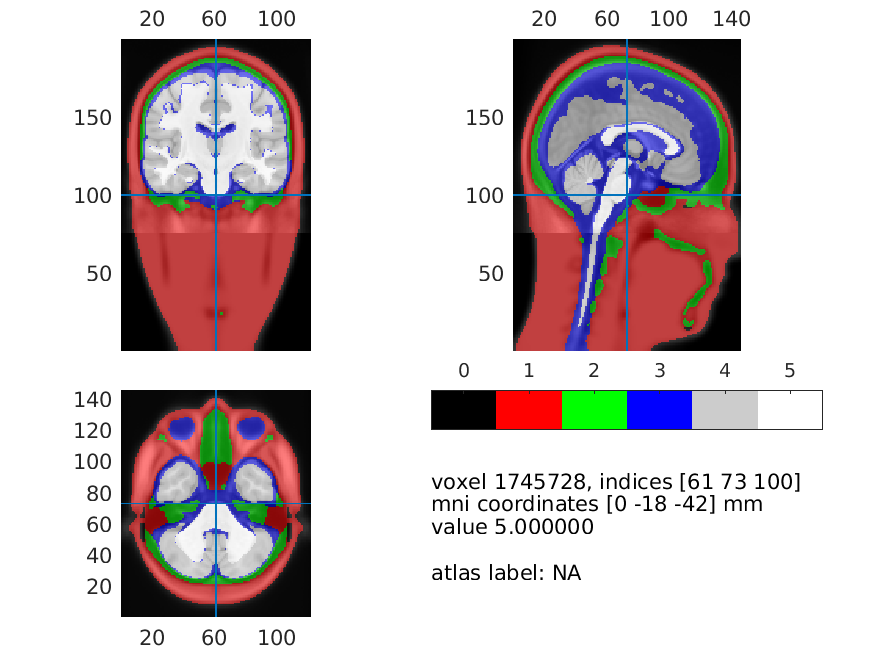 20 60 100
20 60 100 140
150
100
50
150
100
50
140
120
100
80
60
40
20
20 60 100
0 1 2 3 4 5
voxel 1745728, indices [61 73 100]
mni coordinates [0 -18 -42] mm
value 5.000000
atlas label: NA